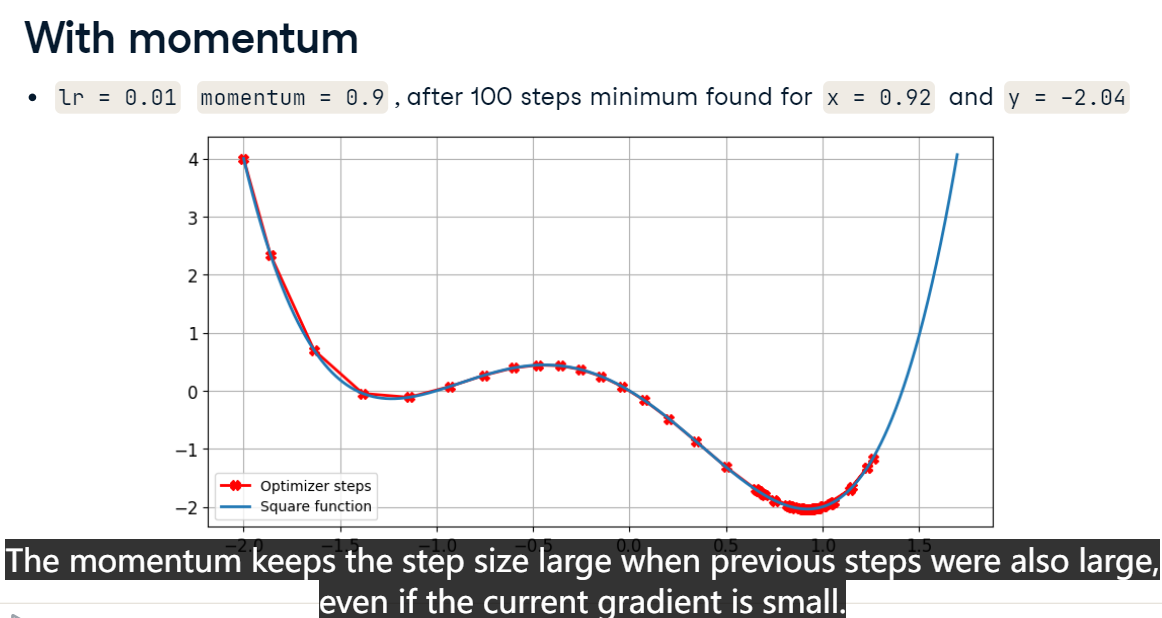 With momentum
• lr = 0.01 momentum = 0.9 , after 100 steps minimum found for x = 0.92 and y = -2.04
4
3
2
1
0
−1
−2
Optimizer steps
Square function
−2.0 −1.5 −1.0 −0.5 0.0 0.5 1.0 1.5
The momentum keeps the step size large when previous steps were also large,
even if the current gradient is small.